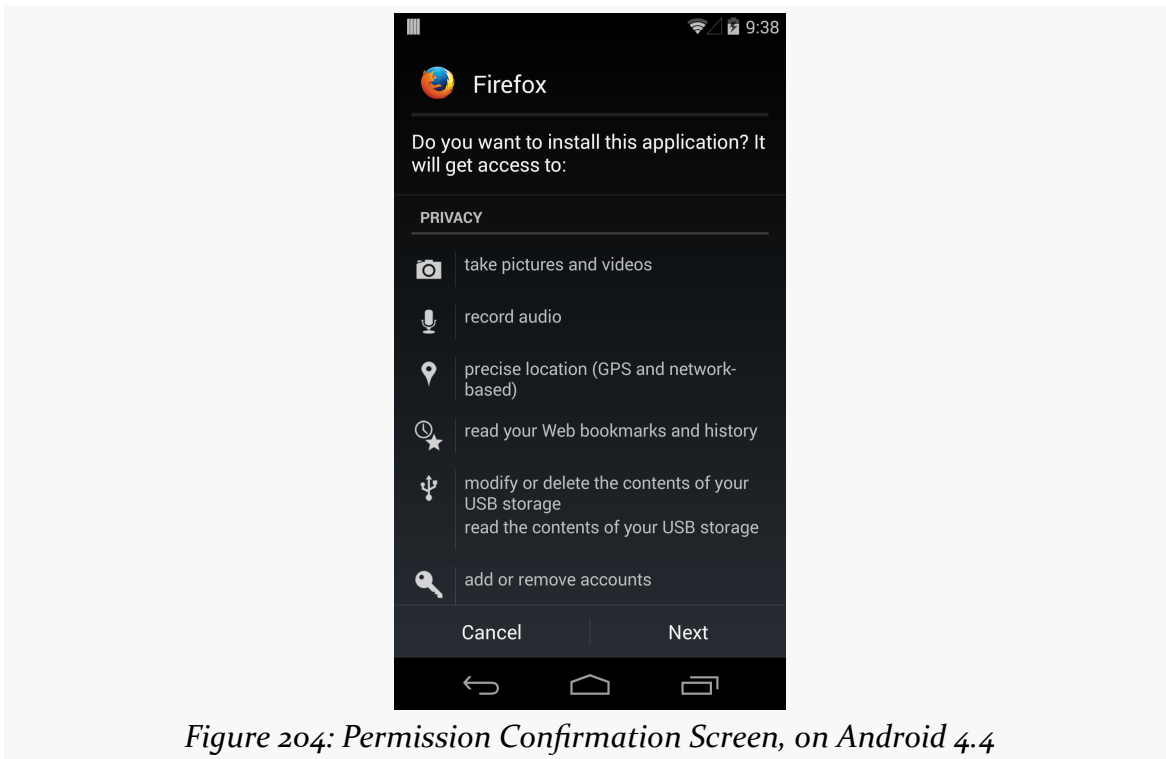 9:38
Firefox
Do you want to install this application? It
will get access to:
PRIVACY
take pictures and videos
record audio
precise location (GPS and network-
based)
read your Web bookmarks and history
modify or delete the contents of your
USB storage
read the contents of your USB storage
add or remove accounts
Cancel Next
Figure 204: Permission Confirmation Screen, on Android 4.4